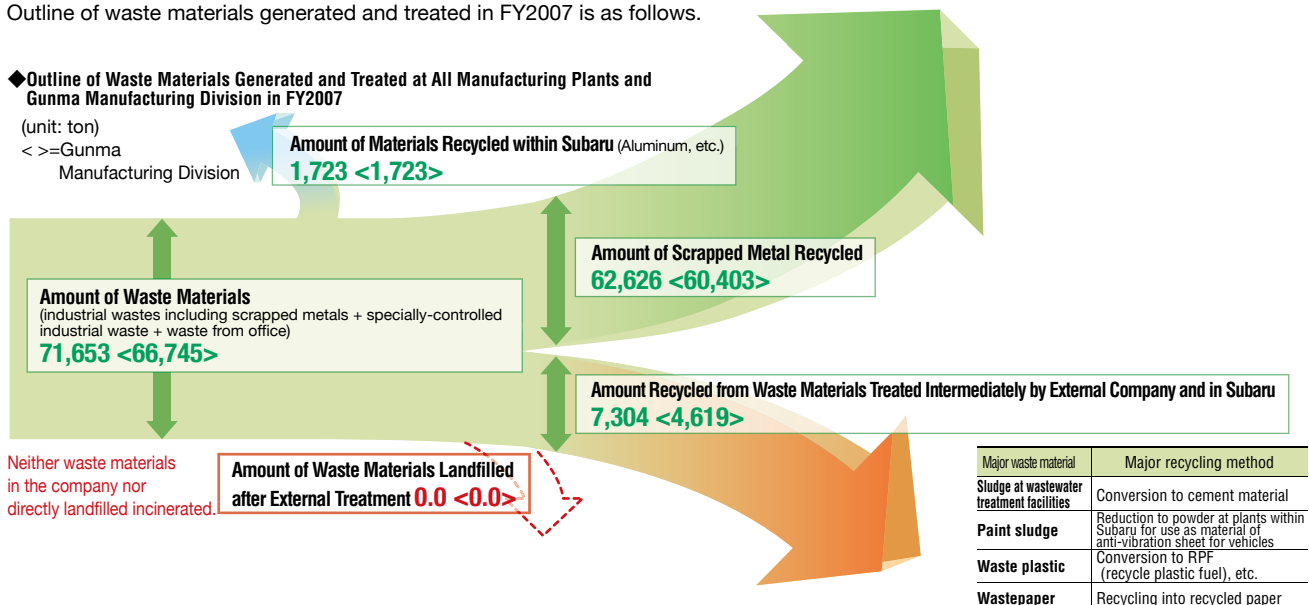 Outline of waste materials generated and treated in FY2007 is as follows.
◆Outline of Waste Materials Generated and Treated at All Manufacturing Plants and
Gunma Manufacturing Division in FY2007
(unit: ton)
< >=Gunma
Manufacturing Division
Amount of Materials Recycled within Subaru (Aluminum, etc.)
1,723 <1,723>
Amount of Scrapped Metal Recycled
62,626 <60,403>
Amount of Waste Materials
(industrial wastes including scrapped metals + specially-controlled
industrial waste + waste from office)
71,653 <66,745>
Amount Recycled from Waste Materials Treated Intermediately by External Company and in Subaru
7,304 <4,619>
Neither waste materials
in the company nor
directly landfilled incinerated.
Amount of Waste Materials Landfilled
after External Treatment 0.0 <0.0>
Major waste material Major recycling method
Sludge at wastewater
treatment facilities
Conversion to cement material
Paint sludge
Reduction to powder at plants within
Subaru for use as material of
anti-vibration sheet for vehicles
Waste plastic
Conversion to RPF
(recycle plastic fuel), etc.
Wastepaper
Recycling into recycled paper